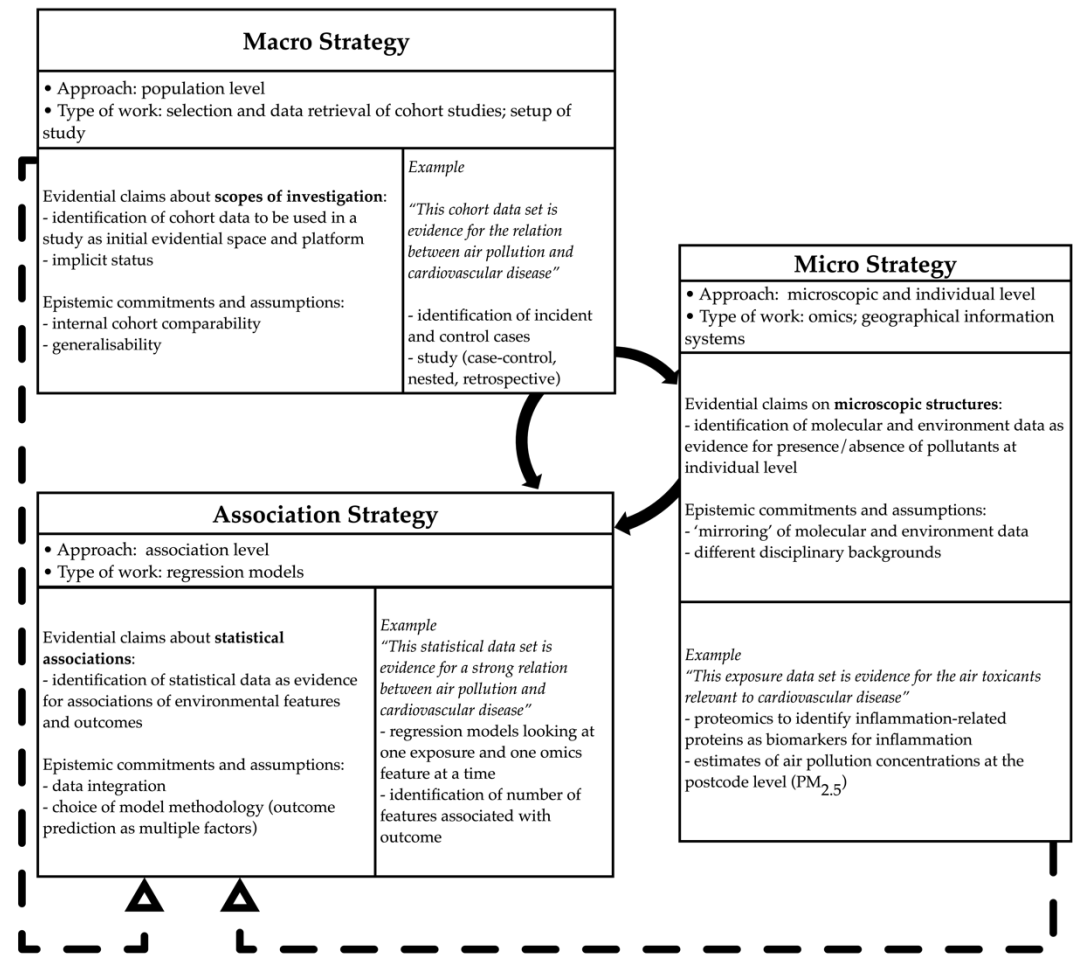 Macro Strategy
• Approach: population level
• Type of work: selection and data retrieval of cohort studies; setup of
study
Evidential claims about scopes of investigation:
- identification of cohort data to be used in a
study as initial evidential space and platform
- implicit status
Epistemic commitments and assumptions:
- internal cohort comparability
- generalisability
Example
“This cohort data set is
evidence for the relation
between air pollution and
cardiovascular disease”
- identification of incident
and control cases
- study (case-control,
nested, retrospective)
Micro Strategy
• Approach: microscopic and individual level
• Type of work: omics; geographical information
systems
Evidential claims on microscopic structures:
- identification of molecular and environment data as
evidence for presence/absence of pollutants at
individual level
Epistemic commitments and assumptions:
- ‘mirroring’ of molecular and environment data
- different disciplinary backgrounds
Example
“This exposure data set is evidence for the air toxicants
relevant to cardiovascular disease”
- proteomics to identify inflammation-related
proteins as biomarkers for inflammation
- estimates of air pollution concentrations at the
postcode level (PM2.5)
Association Strategy
• Approach: association level
• Type of work: regression models
Evidential claims about statistical
associations:
- identification of statistical data as evidence
for associations of environmental features
and outcomes
Epistemic commitments and assumptions:
- data integration
- choice of model methodology (outcome
prediction as multiple factors)
Example
“This statistical data set is
evidence for a strong relation
between air pollution and
cardiovascular disease”
- regression models looking at
one exposure and one omics
feature at a time
- identification of number of
features associated with
outcome